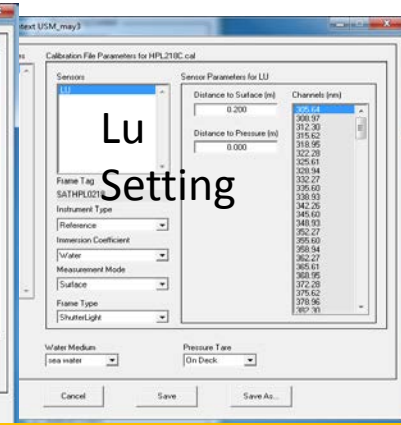 text USM_may3
Calibration File Parameters for HPL218C.cal
Sensors
LU
Lu
Setting
Frame Tag
SATHPL0218
Instrument Type
Reference
Immersion Coefficient
Water
Measurement Mode
Surface
Frame Type
ShutterLight
Sensor Parameters for LU
Distance to Surface (m)
0.200
Distance to Pressure (m)
0.000
Channels (nm)
305.64
308.97
312.30
315.62
318.95
322.28
325.61
328.94
332.27
335.60
338.93
342.26
345.60
348.93
352.27
355.60
358.94
362.27
365.61
368.95
372.28
375.62
378.96
382.30
Water Medium
sea water
Pressure Tare
On Deck
Cancel
Save
Save As...